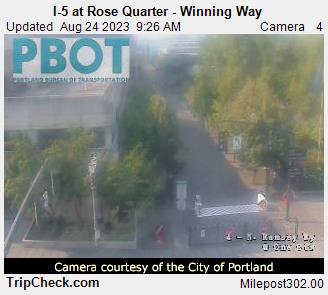 I-5 at Rose Quarter - Winning Way
Updated Aug 24 2023 9:26 AM Camera 4
PBOT
PORTLAND BUREAU OF TRANSPORTATION
Camera courtesy of the City of Portland
TripCheck.com Milepost302.00